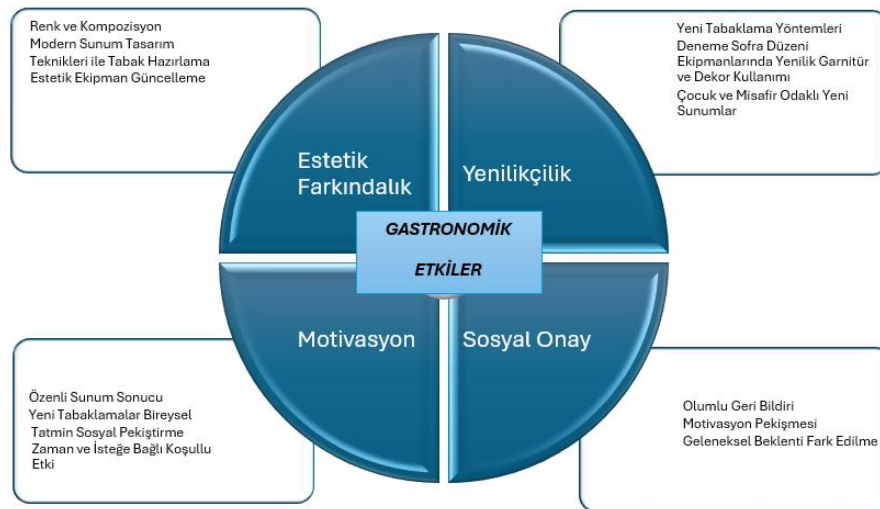 Renk ve Kompozisyon
Modern Sunum Tasarım
Teknikleri ile Tabak Hazırlama
Estetik Ekipman Güncelleme
Yeni Tabaklama Yöntemleri
Deneme Sofra Düzeni
Ekipmanlarında Yenilik Garnitür
ve Dekor Kullanımı
Çocuk ve Misafir Odaklı Yeni
Sunumlar
Estetik
Farkındalık
Yenilikçilik
GASTRONOMİK
ETKİLER
Motivasyon
Sosyal Onay
Özenli Sunum Sonucu
Yeni Tabaklamalar Bireysel
Tatmin Sosyal Pekiştirme
Zaman ve İsteğe Bağlı Koşullu
Etki
Olumlu Geri Bildiri
Motivasyon Pekişmesi
Geleneksel Beklenti Fark Edilme